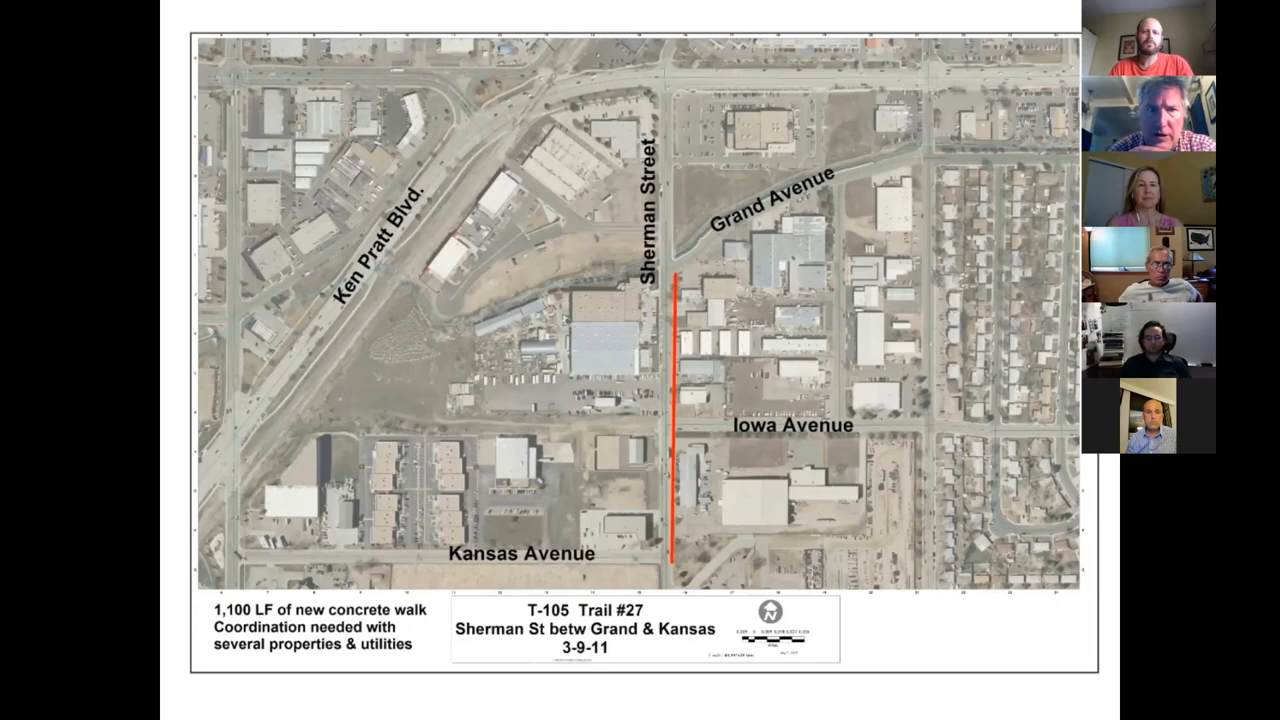 Ken Pratt Blvd.
Sherman Street
Grand Avenue
Iowa Avenue
Kansas Avenue
1,100 LF of new concrete walk
Coordination needed with
several properties & utilities
T-105 Trail #27
Sherman St betw Grand & Kansas
3-9-11
N